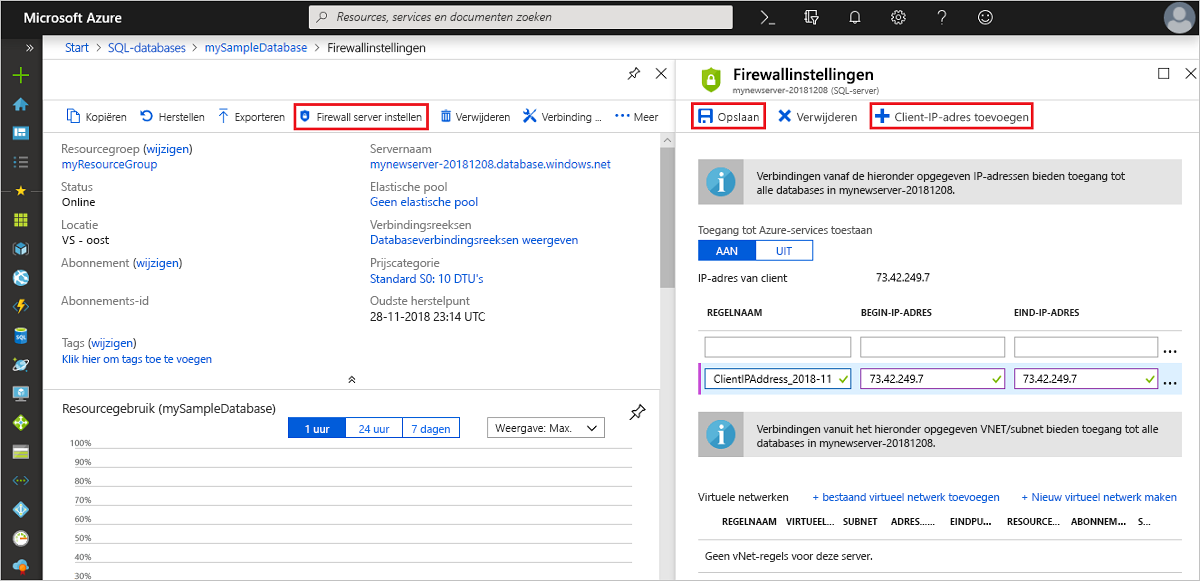 Microsoft Azure
Resources, services en documenten zoeken
Start > SQL-databases > mySampleDatabase > Firewallinstellingen
Kopiëren
Herstellen
Exporteren
Firewall server instellen
Verwijderen
Verbinding ...
Meer
Resourcegroep (wijzigen)
myResourceGroup
Status
Online
Locatie
VS - oost
Abonnement (wijzigen)
Abonnements-id
Tags (wijzigen)
Klik hier om tags toe te voegen
Servernaam
mynewserver-20181208.database.windows.net
Elastische pool
Geen elastische pool
Verbindingsreeksen
Databaseverbindingsreeksen weergeven
Prijscategorie
Standard S0: 10 DTU's
Oudste herstelpunt
28-11-2018 23:14 UTC
Resourcegebruik (mySampleDatabase)
1 uur
24 uur
7 dagen
Weergave: Max.
100%
90%
80%
70%
60%
50%
40%
30%
Firewallinstellingen
mynewserver-20181208 (SQL-server)
Opslaan
Verwijderen
Client-IP-adres toevoegen
Verbindingen vanaf de hieronder opgegeven IP-adressen bieden toegang tot
alle databases in mynewserver-20181208.
Toegang tot Azure-services toestaan
AAN
UIT
IP-adres van client 73.42.249.7
REGELNAAM BEGIN-IP-ADRES EIND-IP-ADRES
...
ClientIPAddress_2018-11 73.42.249.7 73.42.249.7 ...
Verbindingen vanuit het hieronder opgegeven VNET/subnet bieden toegang tot alle
databases in mynewserver-20181208.
Virtuele netwerken + bestaand virtueel netwerk toevoegen + Nieuw virtueel netwerk maken
REGELNAAM VIRTUEEL... SUBNET ADRES...... EINDPU... RESOURCE... ABONNEM... S...
Geen vNet-regels voor deze server.